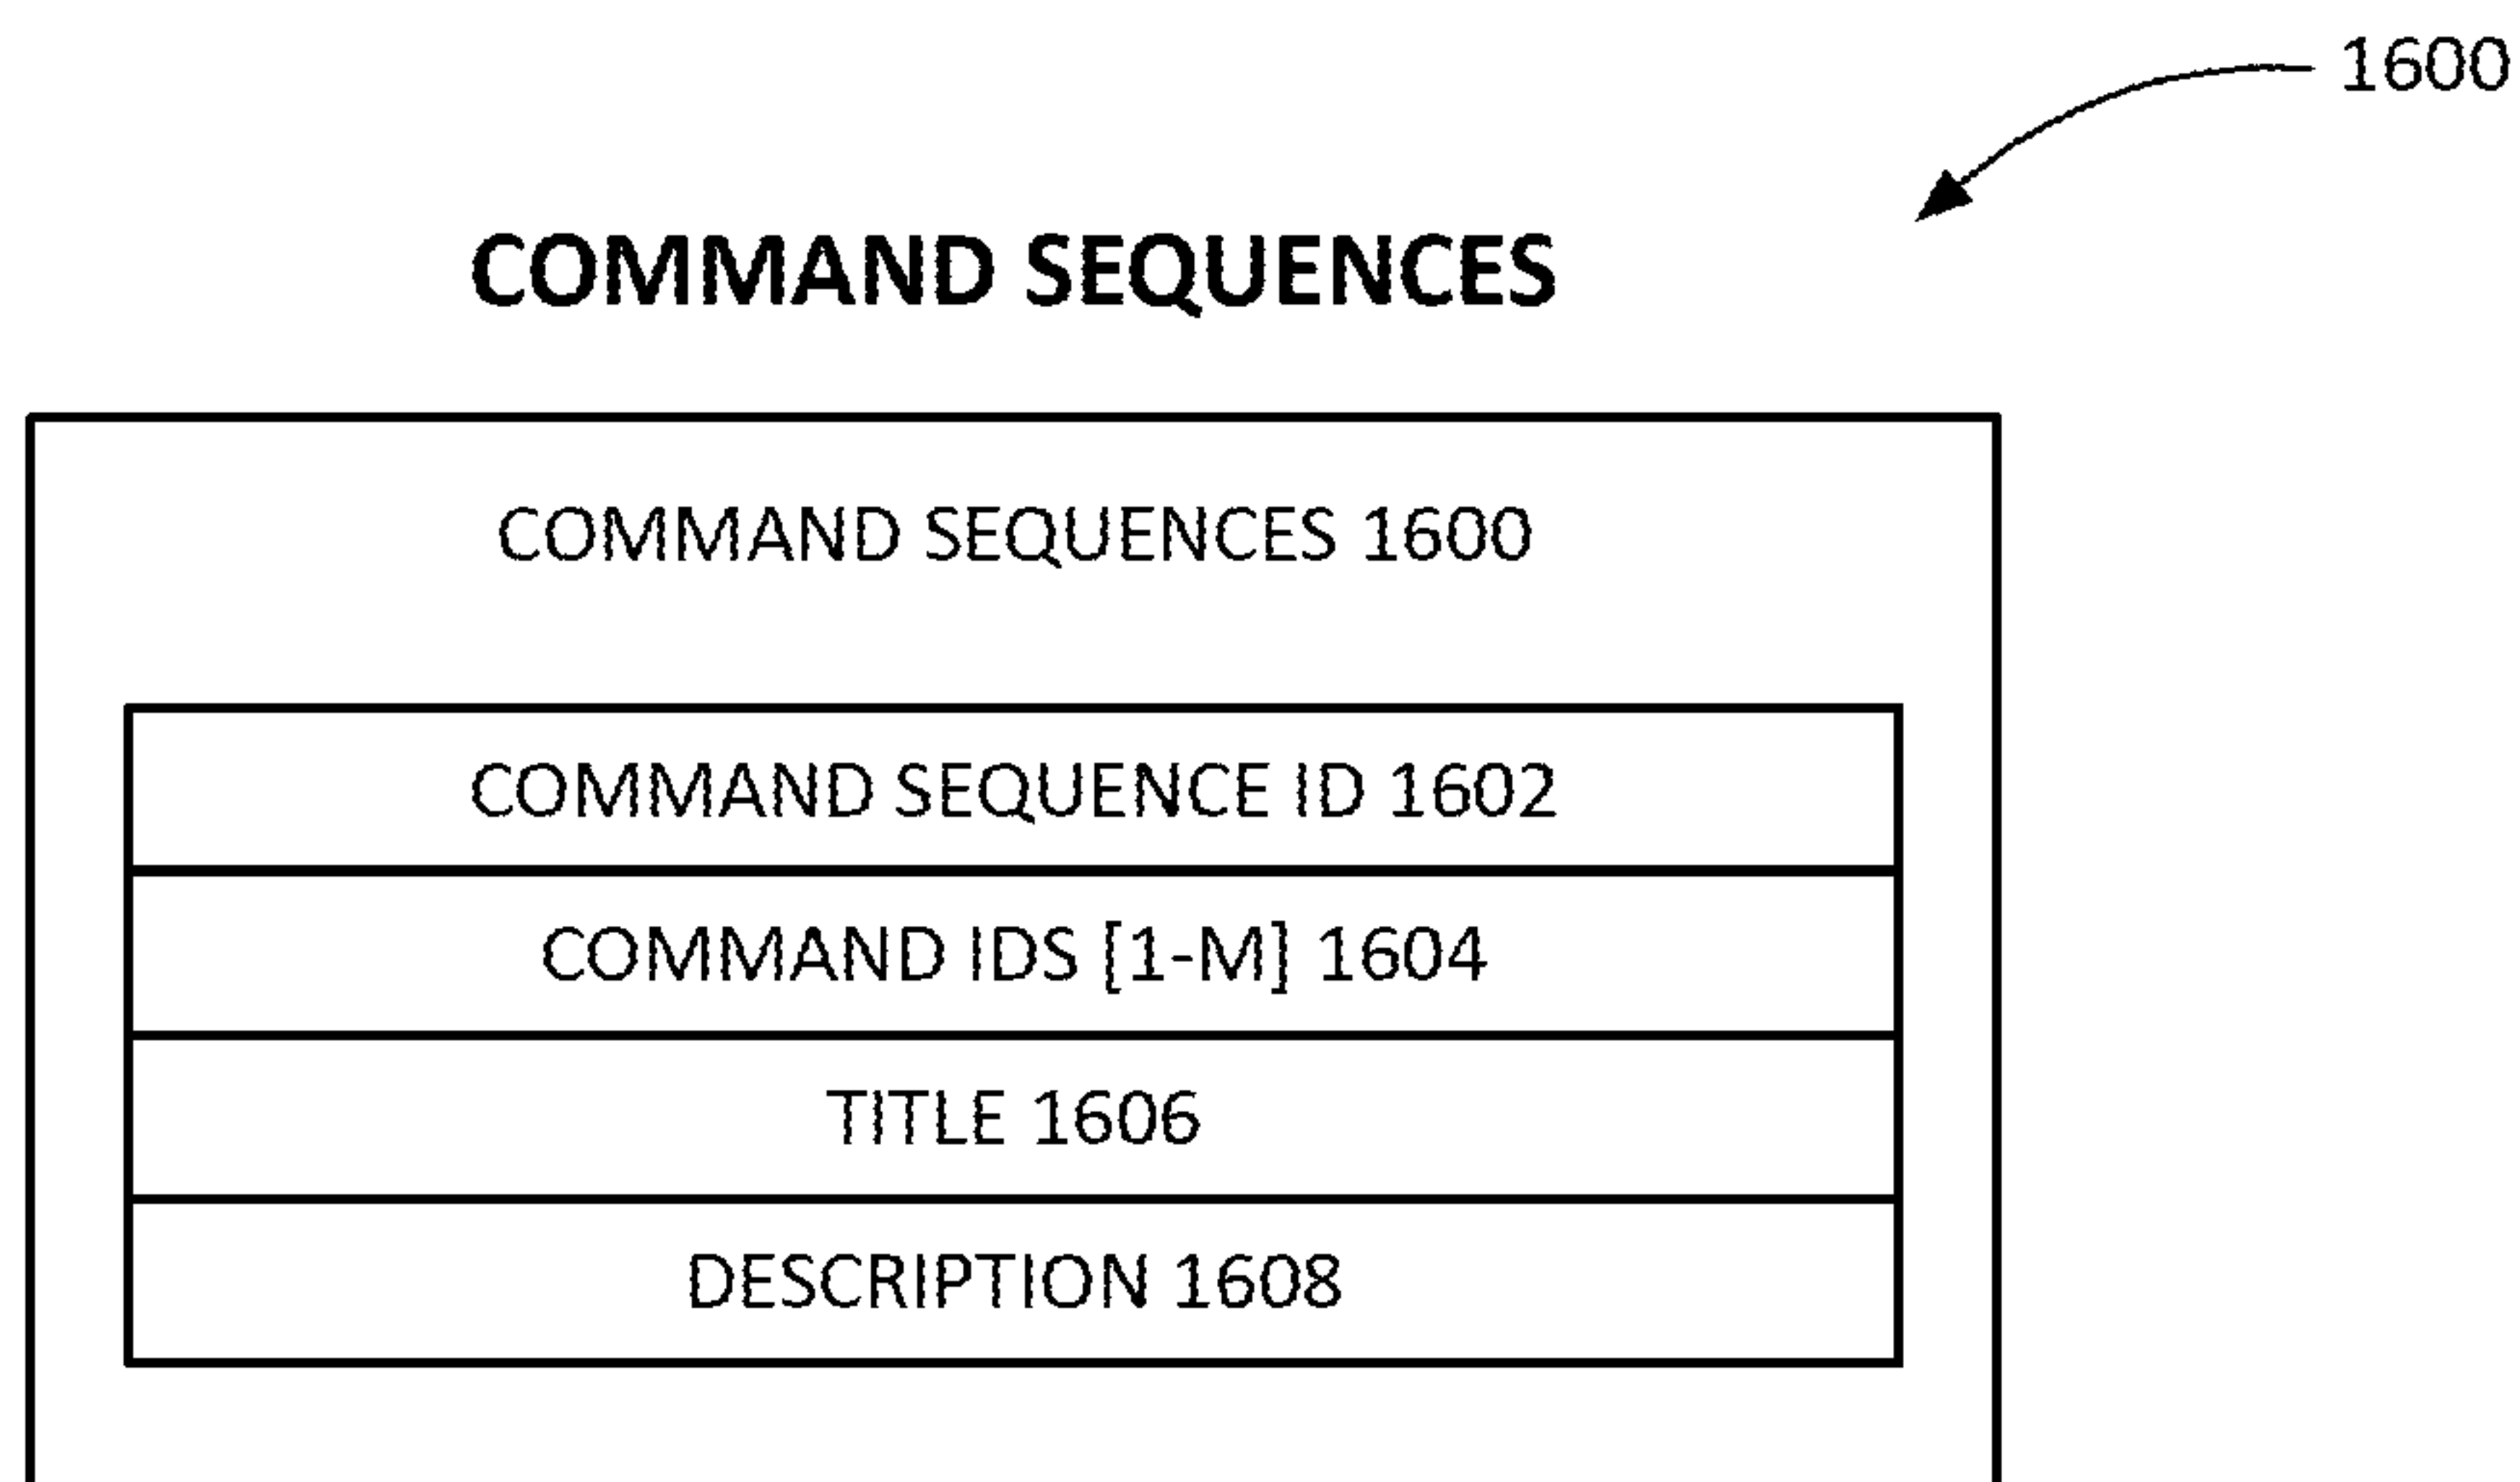 1600
COMMAND SEQUENCES
COMMAND SEQUENCES 1600
COMMAND SEQUENCE ID 1602
COMMAND IDS [1-M] 1604
TITLE 1606
DESCRIPTION 1608